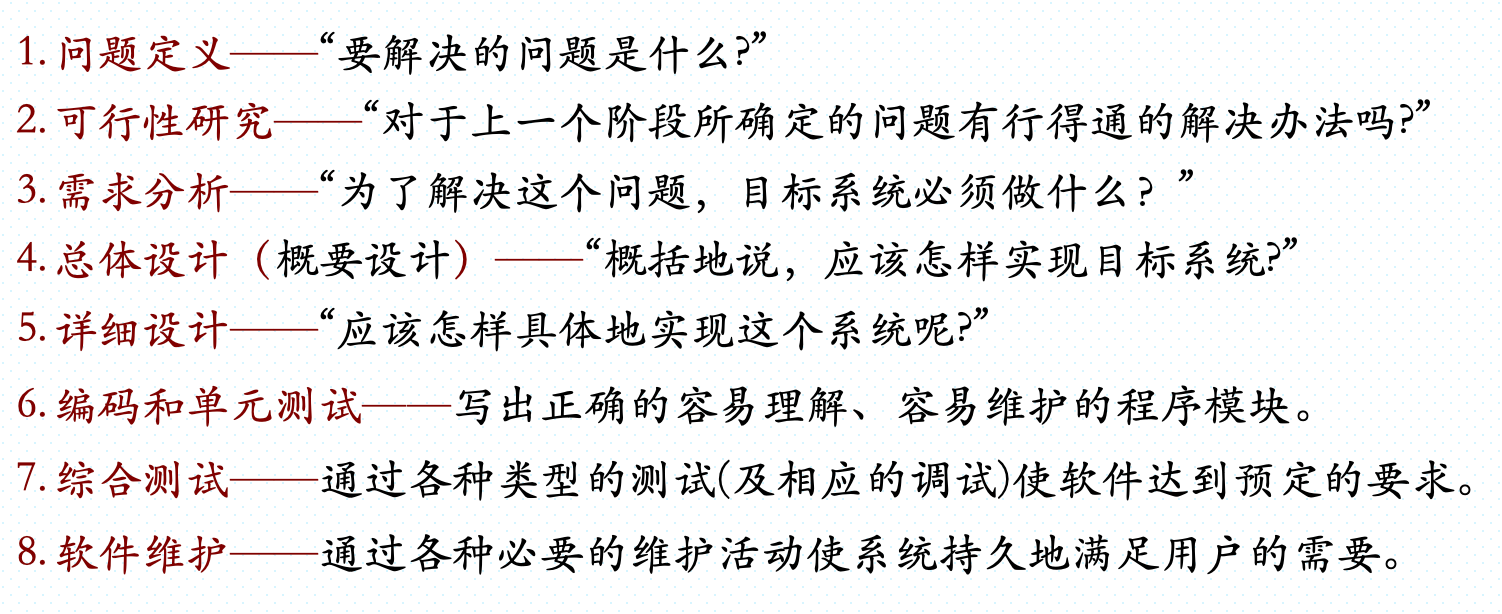 1. 问题定义——“要解决的问题是什么?”
2. 可行性研究——“对于上一个阶段所确定的问题有行得通的解决办法吗?”
3. 需求分析——“为了解决这个问题，目标系统必须做什么？”
4. 总体设计（概要设计）——“概括地说，应该怎样实现目标系统?”
5. 详细设计——“应该怎样具体地实现这个系统呢?”
6. 编码和单元测试——写出正确的容易理解、容易维护的程序模块。
7. 综合测试——通过各种类型的测试(及相应的调试)使软件达到预定的要求。
8. 软件维护——通过各种必要的维护活动使系统持久地满足用户的需要。